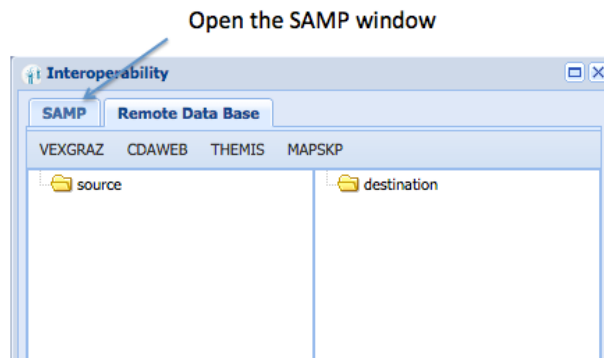 Open the SAMP window
Interoperability
SAMP Remote Data Base
VEXGRAZ CDAWEB THEMIS MAPSKP
source destination